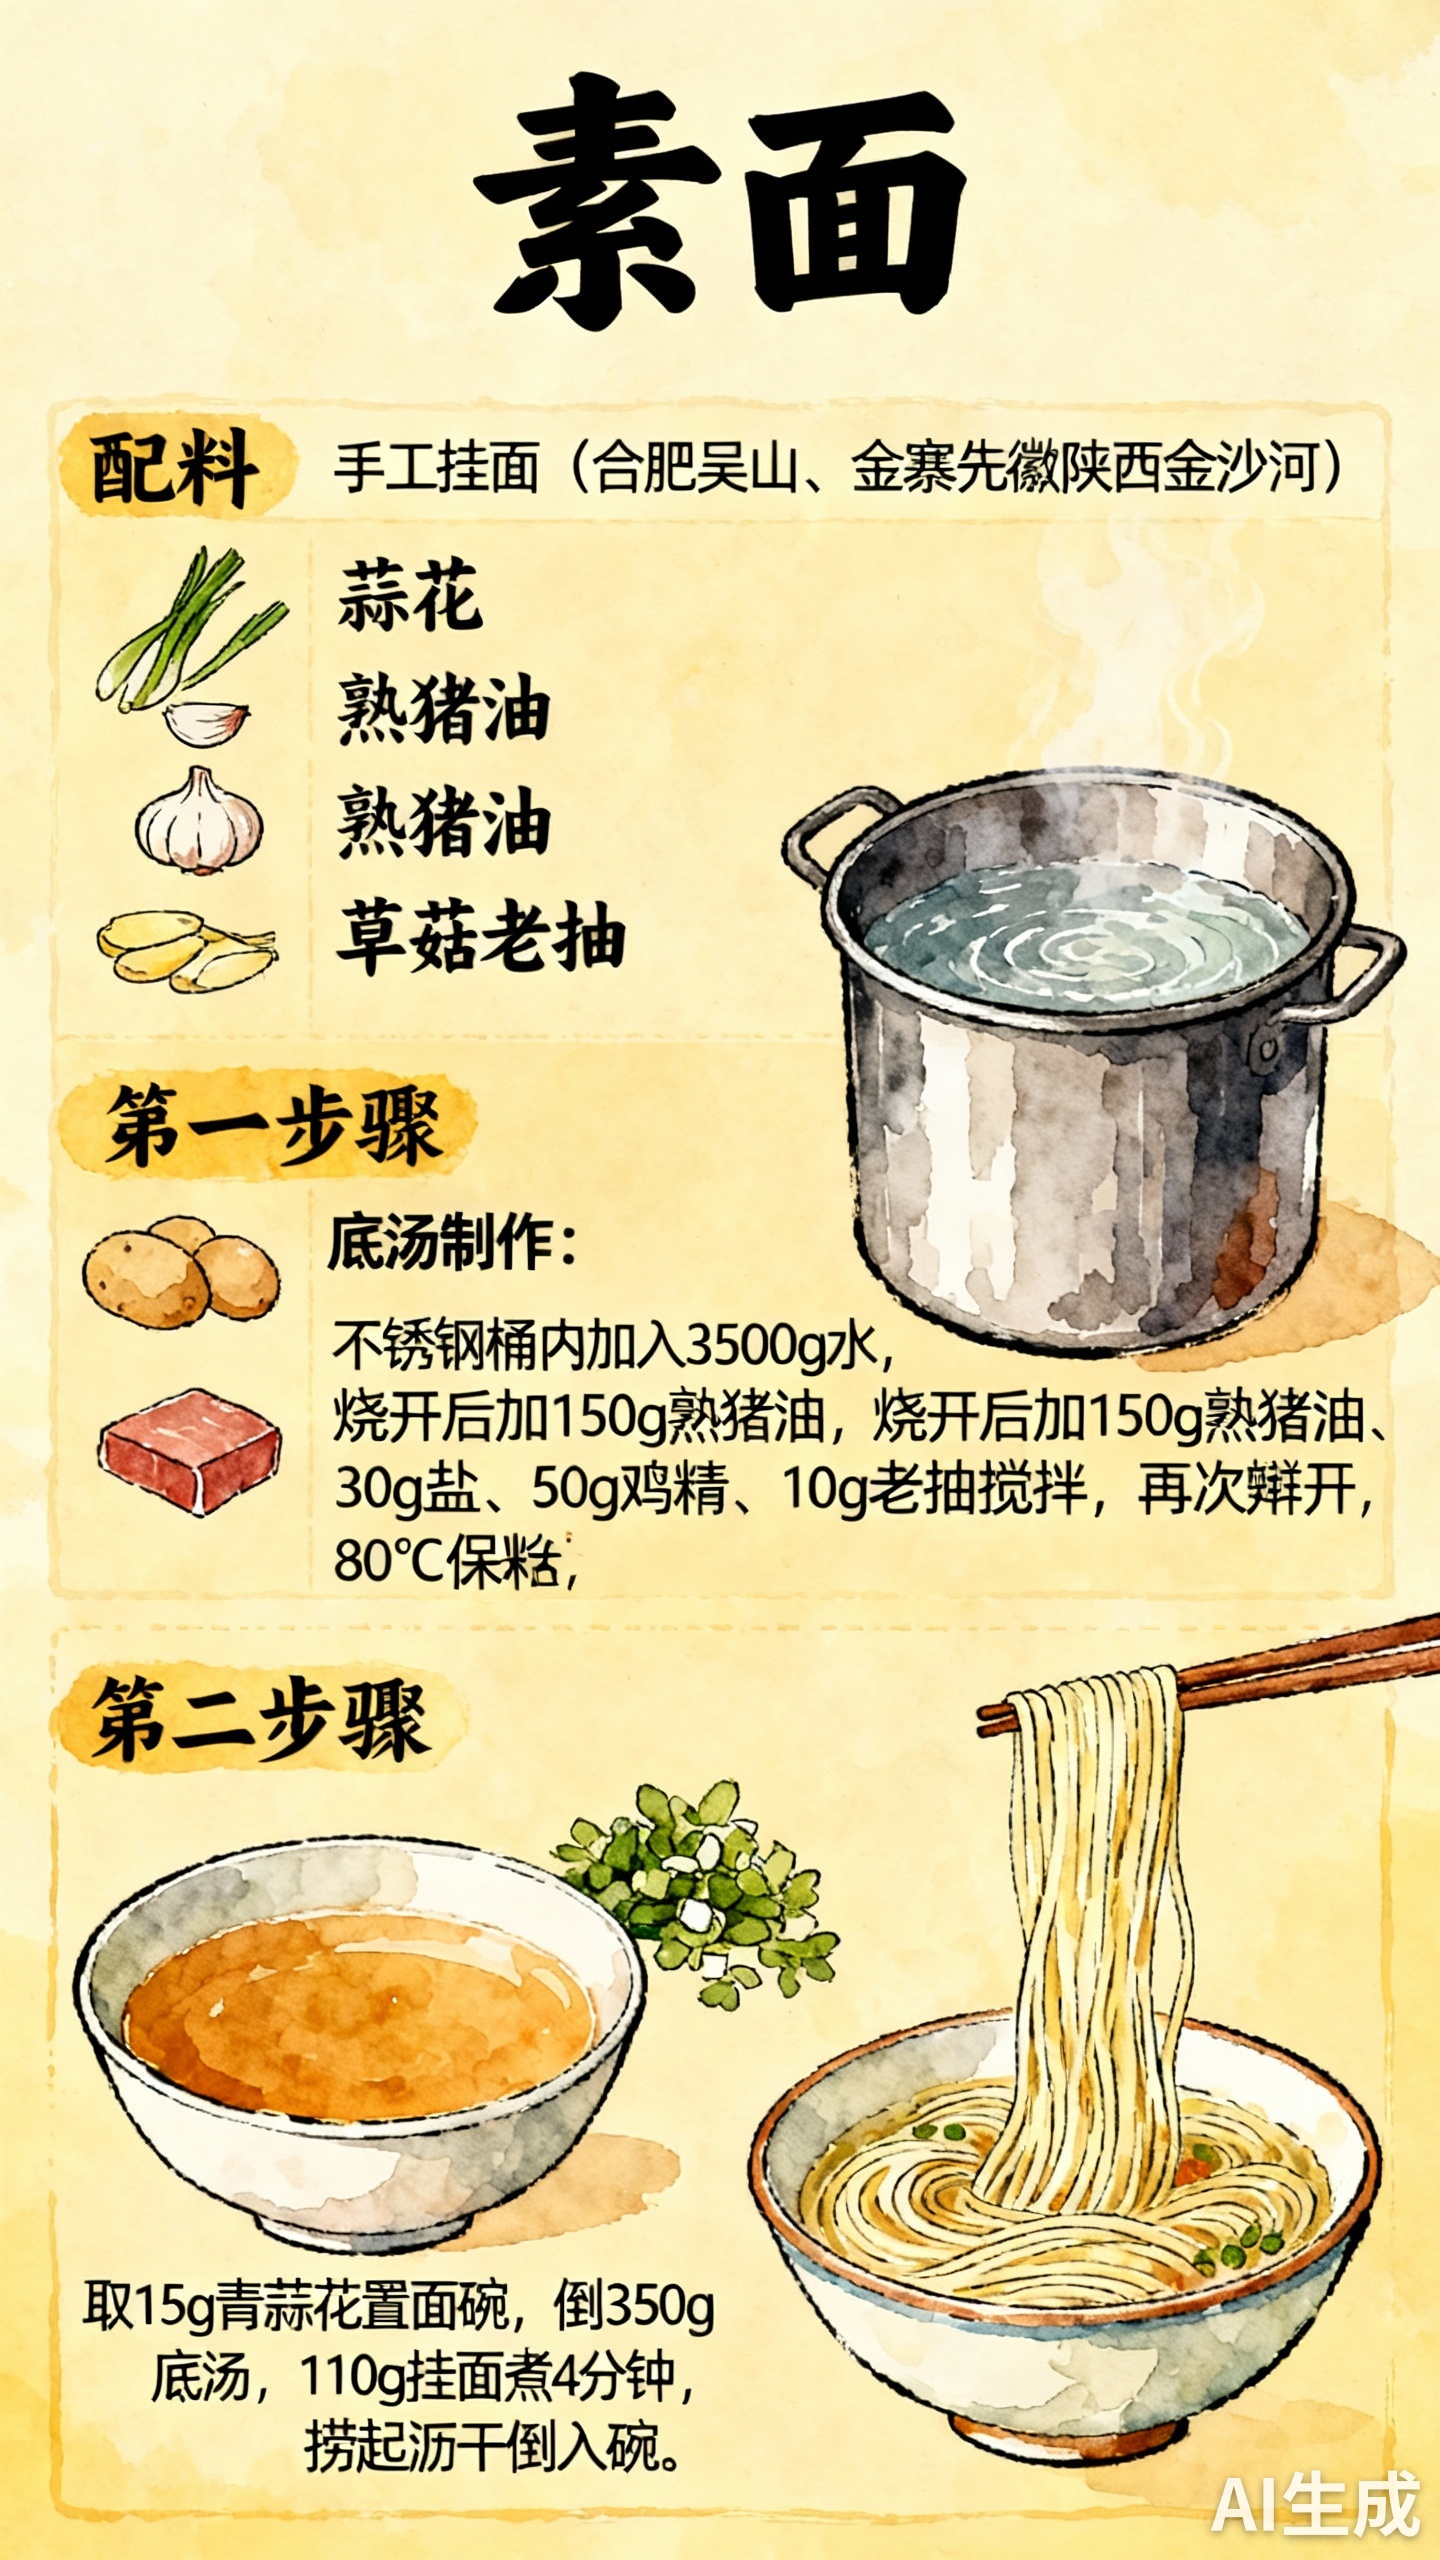 素面
配料
手工挂面（合肥吴山、金寨先徽陕西金沙河）
蒜花
熟猪油
熟猪油
草菇老抽
第一步骤
底汤制作：
不锈钢桶内加入3500g水，
烧开后加150g熟猪油，烧开后加150g熟猪油、
30g盐、50g鸡精、10g老抽搅拌，再次开，
80℃保
第二步骤
取15g青蒜花置面碗，倒350g
底汤，110g挂面煮4分钟，
捞起沥干倒入碗。
AI生成